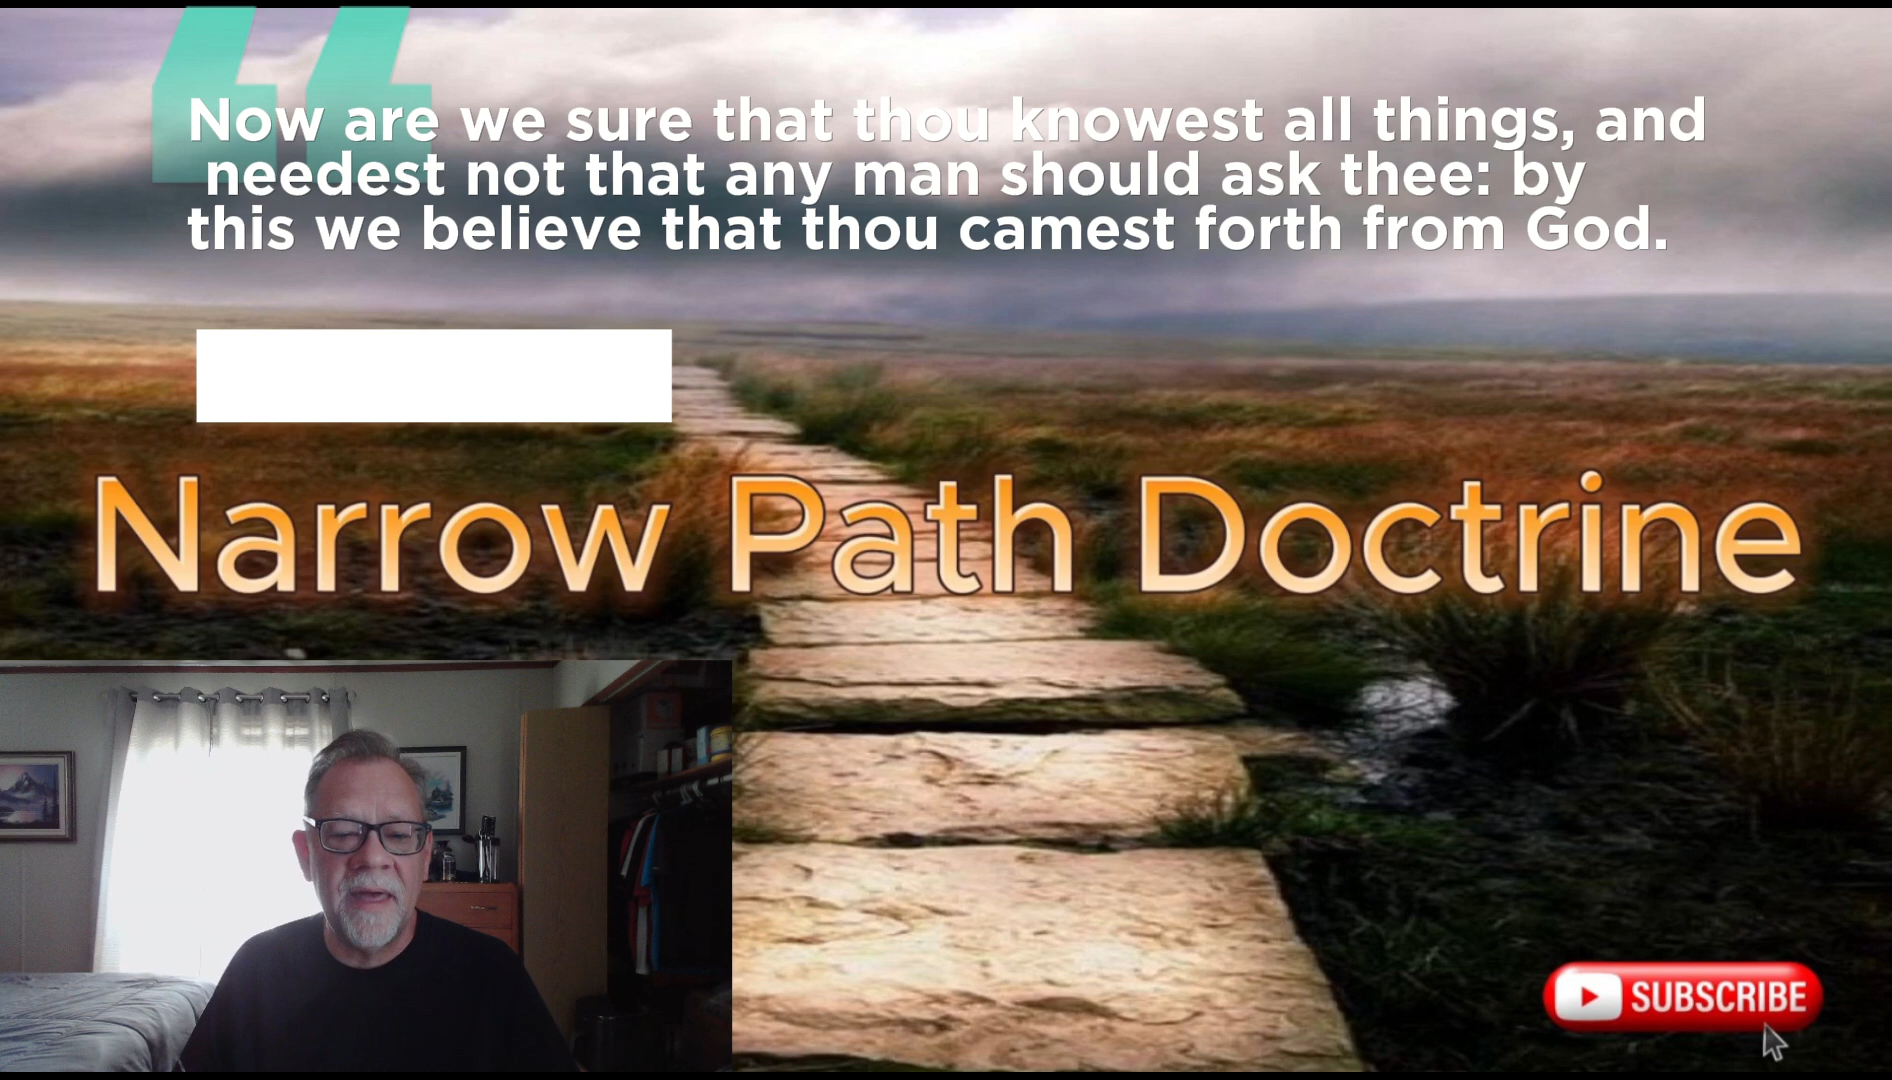 Now are we sure that thou knowest all things, and
needest not that any man should ask thee: by
this we believe that thou camest forth from God.
Narrow Path Doctrine
SUBSCRIBE